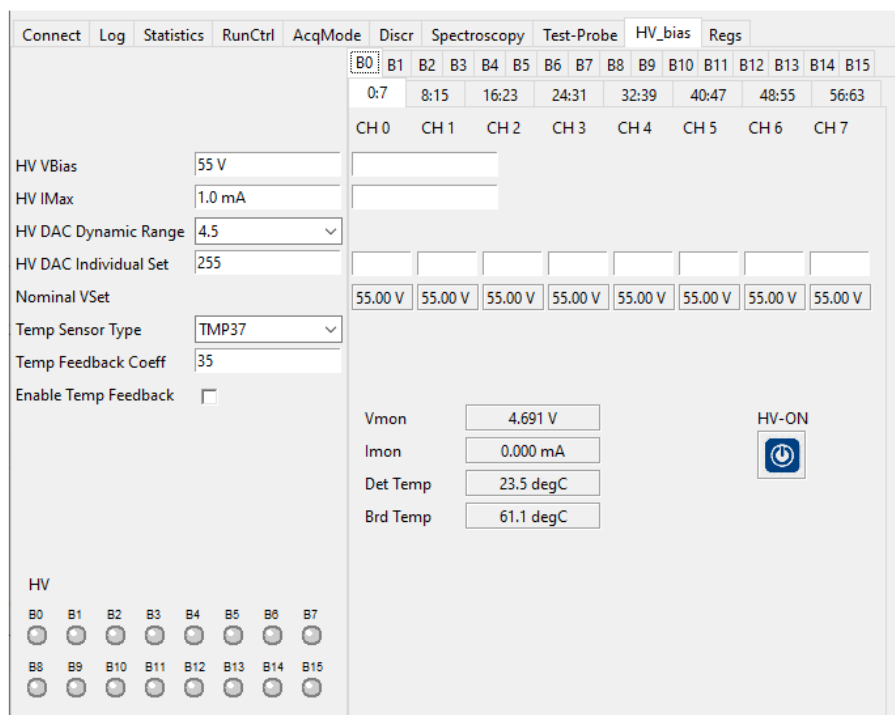 Connect Log Statistics RunCtrl AcqMode Discr Spectroscopy Test-Probe HV_bias Regs
B0 B1 B2 B3 B4 B5 B6 B7 B8 B9 B10 B11 B12 B13 B14 B15
0:7 8:15 16:23 24:31 32:39 40:47 48:55 56:63
CH 0 CH 1 CH 2 CH 3 CH 4 CH 5 CH 6 CH 7
HV VBias 55 V
HV IMax 1.0 mA
HV DAC Dynamic Range 4.5
HV DAC Individual Set 255
Nominal VSet 55.00 V 55.00 V 55.00 V 55.00 V 55.00 V 55.00 V 55.00 V 55.00 V
Temp Sensor Type TMP37
Temp Feedback Coeff 35
Enable Temp Feedback
Vmon 4.691 V HV-ON
Imon 0.000 mA
Det Temp 23.5 degC
Brd Temp 61.1 degC
HV
B0 B1 B2 B3 B4 B5 B6 B7
B8 B9 B10 B11 B12 B13 B14 B15